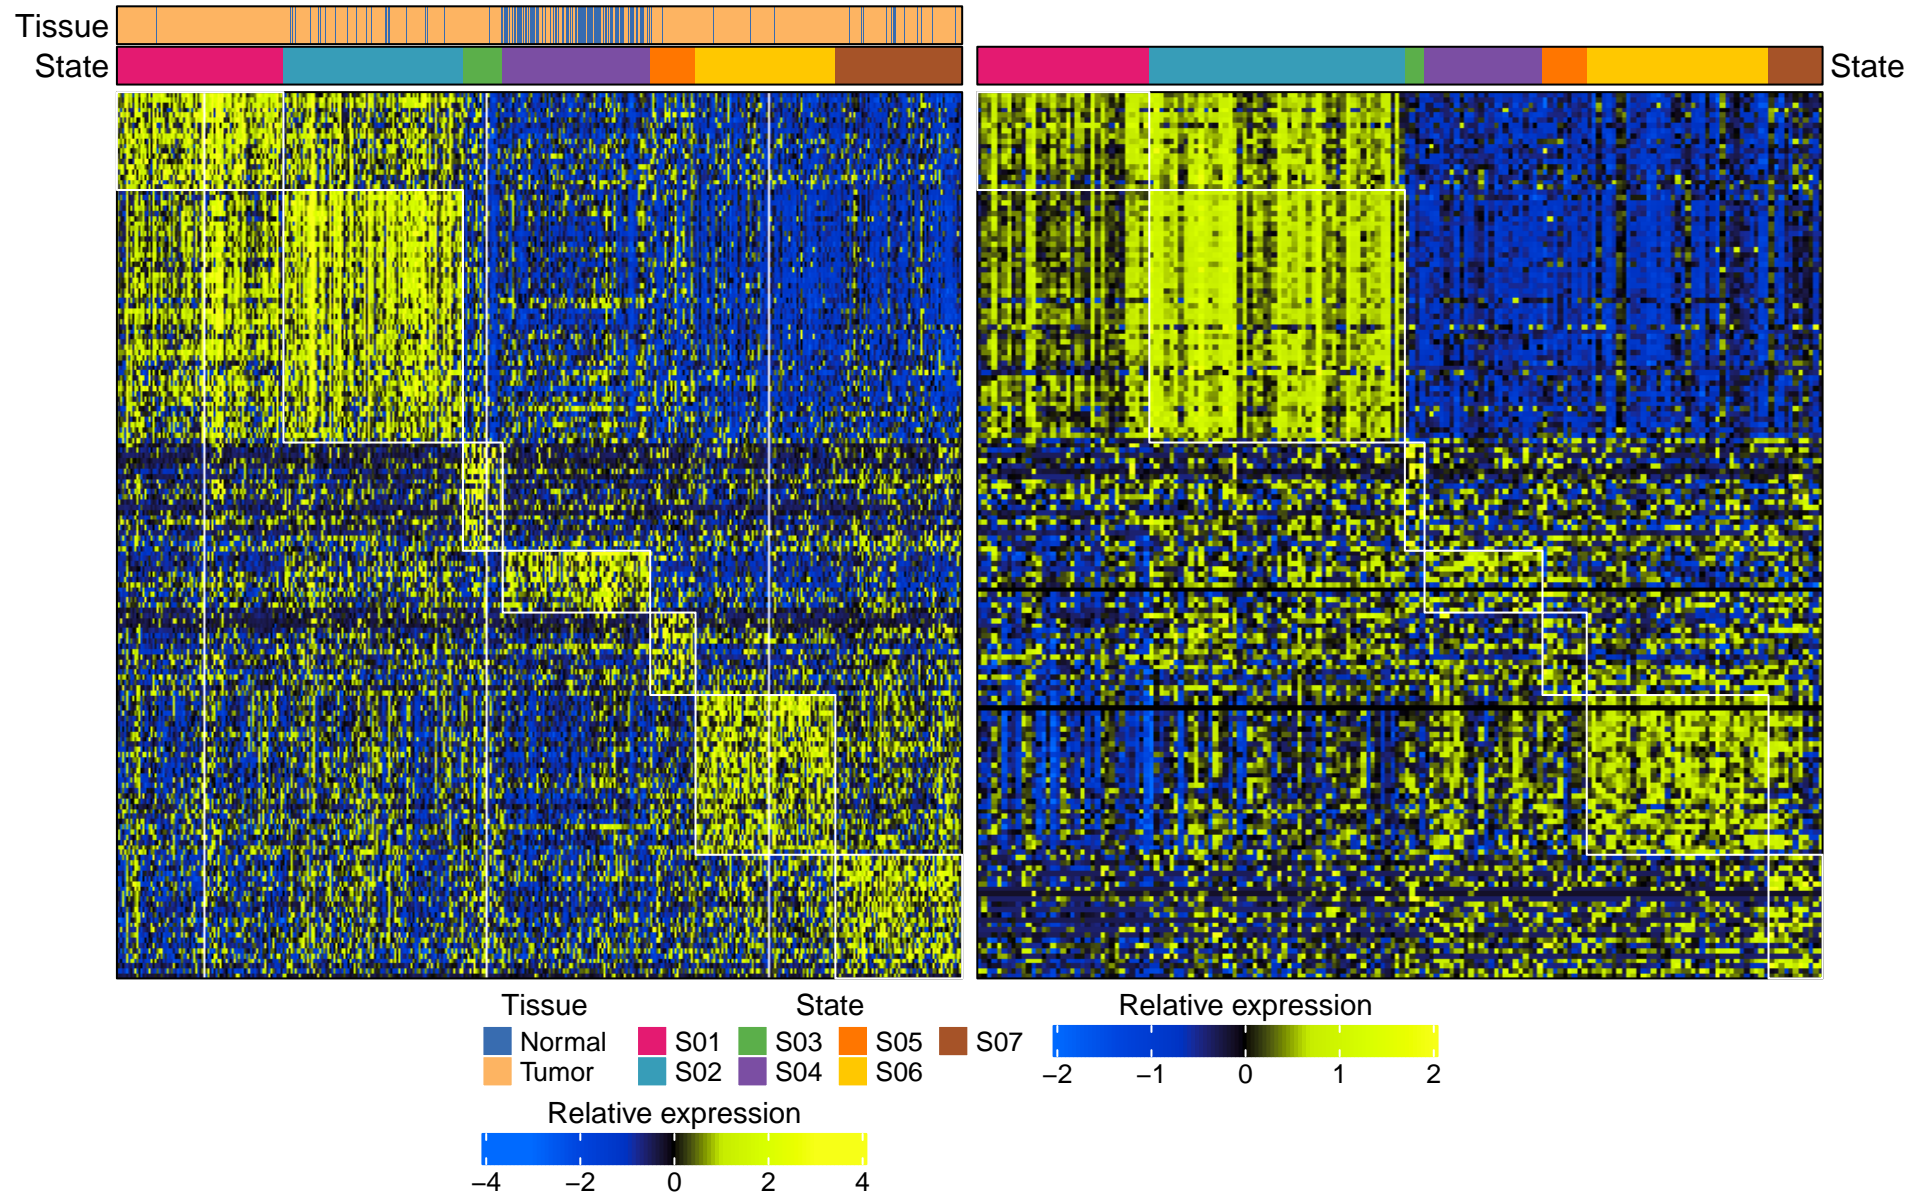 Tissue
State
State
Tissue
State
Relative expression
Normal
S01
S03
S05
S07
Tumor
S02
S04
S06
−2
−1
0
1
2
Relative expression
−4
−2
0
2
4